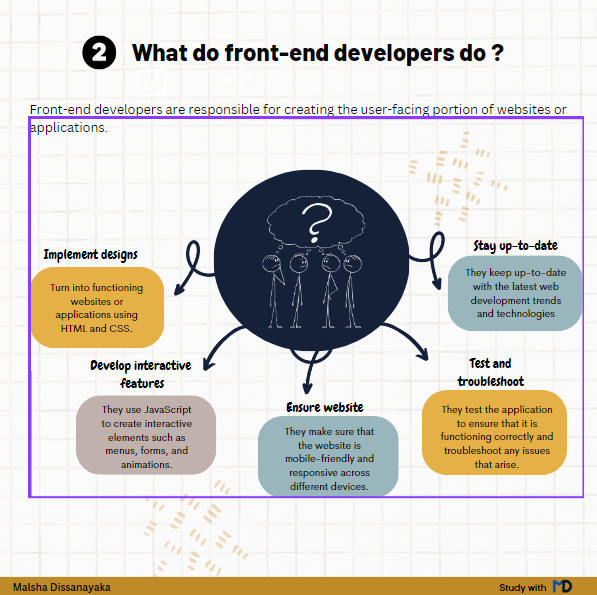 2 What do front-end developers do ?
Front-end developers are responsible for creating the user-facing portion of websites or
applications.
?
Implement designs
Turn into functioning
websites or
applications using
HTML and CSS.
Stay up-to-date
They keep up-to-date
with the latest web
development trends
and technologies
Develop interactive
features
They use JavaScript
to create interactive
elements such as
menus, forms, and
animations.
Ensure website
They make sure that
the website is
mobile-friendly and
responsive across
different devices.
Test and
troubleshoot
They test the application
to ensure that it is
functioning correctly and
troubleshoot any issues
that arise.
Malsha Dissanayaka
Study with MD